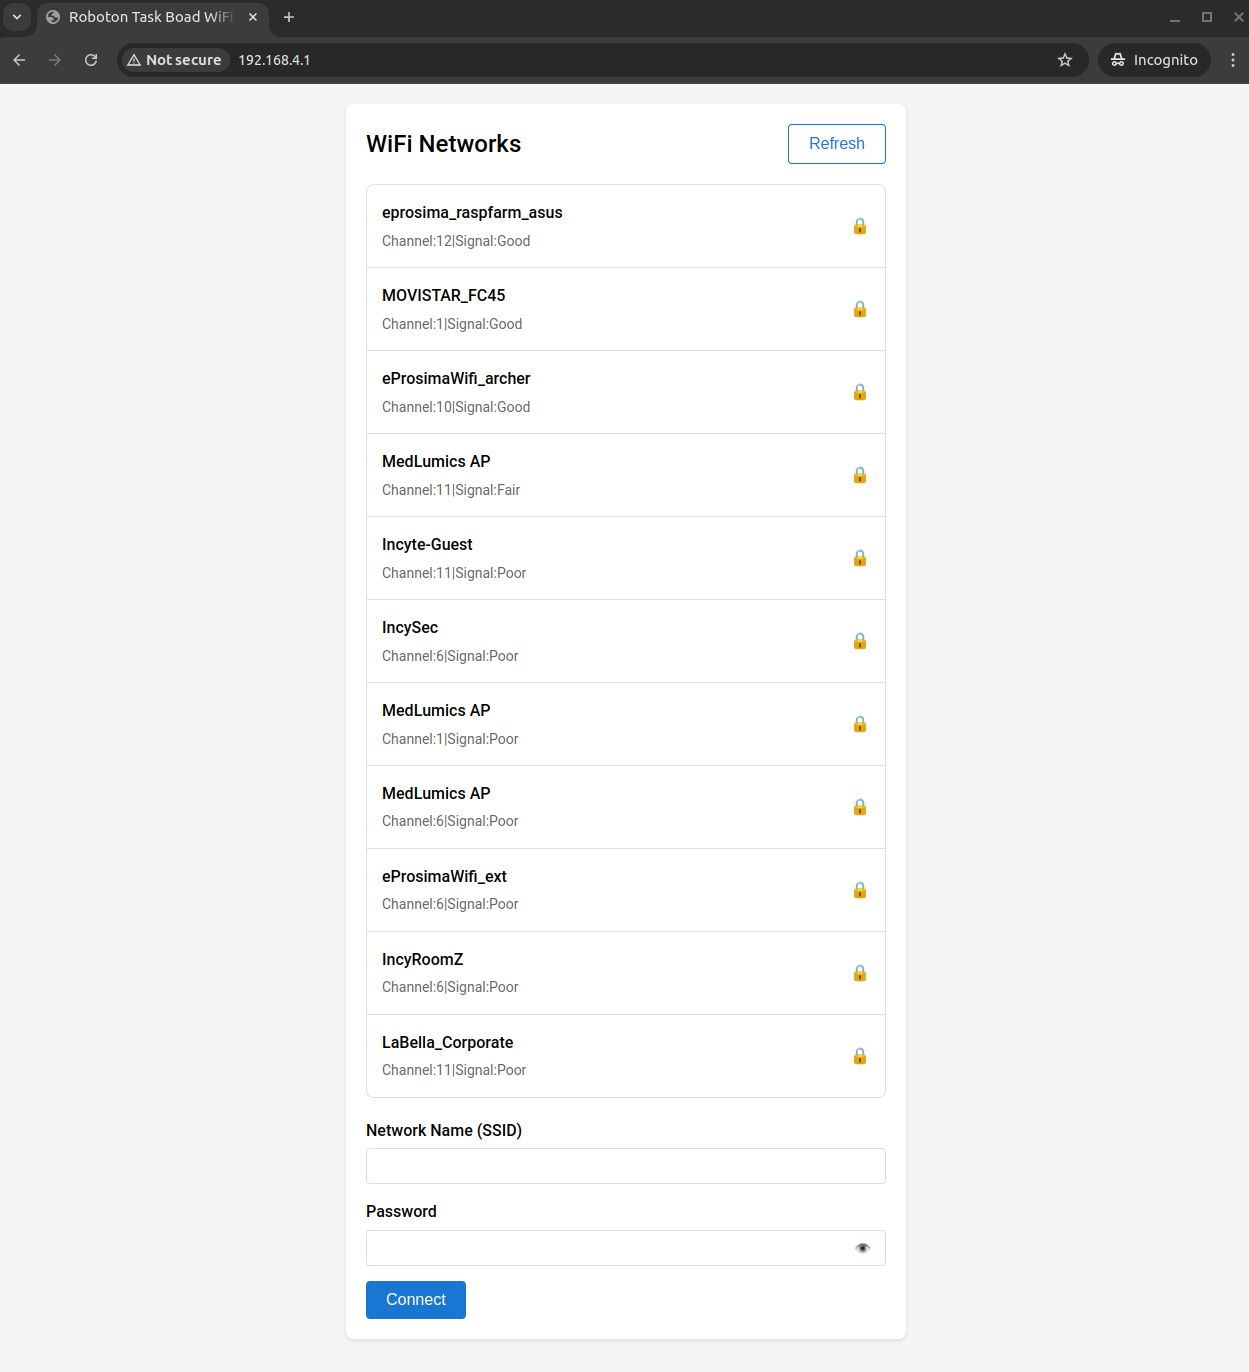 Roboton Task Boad WiFi
Not secure
192.168.4.1
Incognito
WiFi Networks
Refresh
eprosima_raspfarm_asus
Channel:12|Signal:Good
MOVISTAR_FC45
Channel:1|Signal:Good
eProsimaWifi_archer
Channel:10|Signal:Good
MedLumics AP
Channel:11|Signal:Fair
Incyte-Guest
Channel:11|Signal:Poor
IncySec
Channel:6|Signal:Poor
MedLumics AP
Channel:1|Signal:Poor
MedLumics AP
Channel:6|Signal:Poor
eProsimaWifi_ext
Channel:6|Signal:Poor
IncyRoomZ
Channel:6|Signal:Poor
LaBella_Corporate
Channel:11|Signal:Poor
Network Name (SSID)
Password
Connect